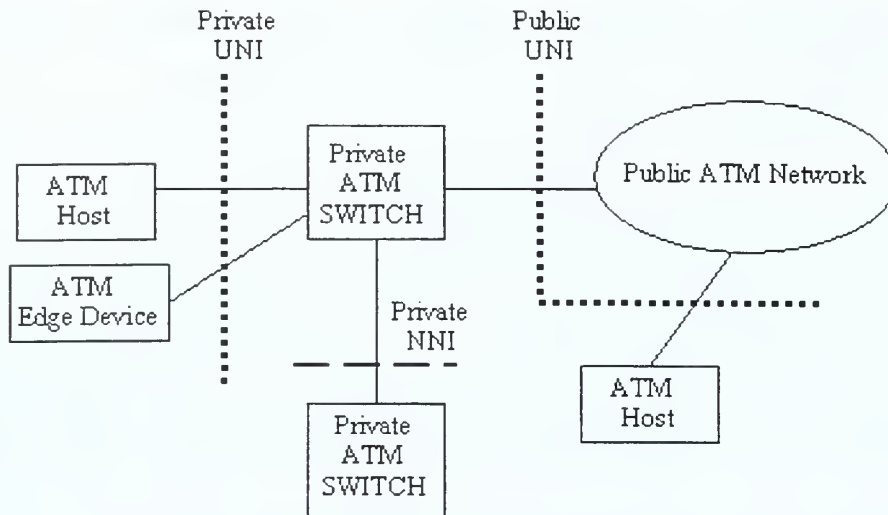 Private
UNI
Public
UNI
Private
ATM
SWITCH
Public ATM Network
ATM
Host
ATM
Edge Device
Private
NNI
ATM
Host
Private
ATM
SWITCH